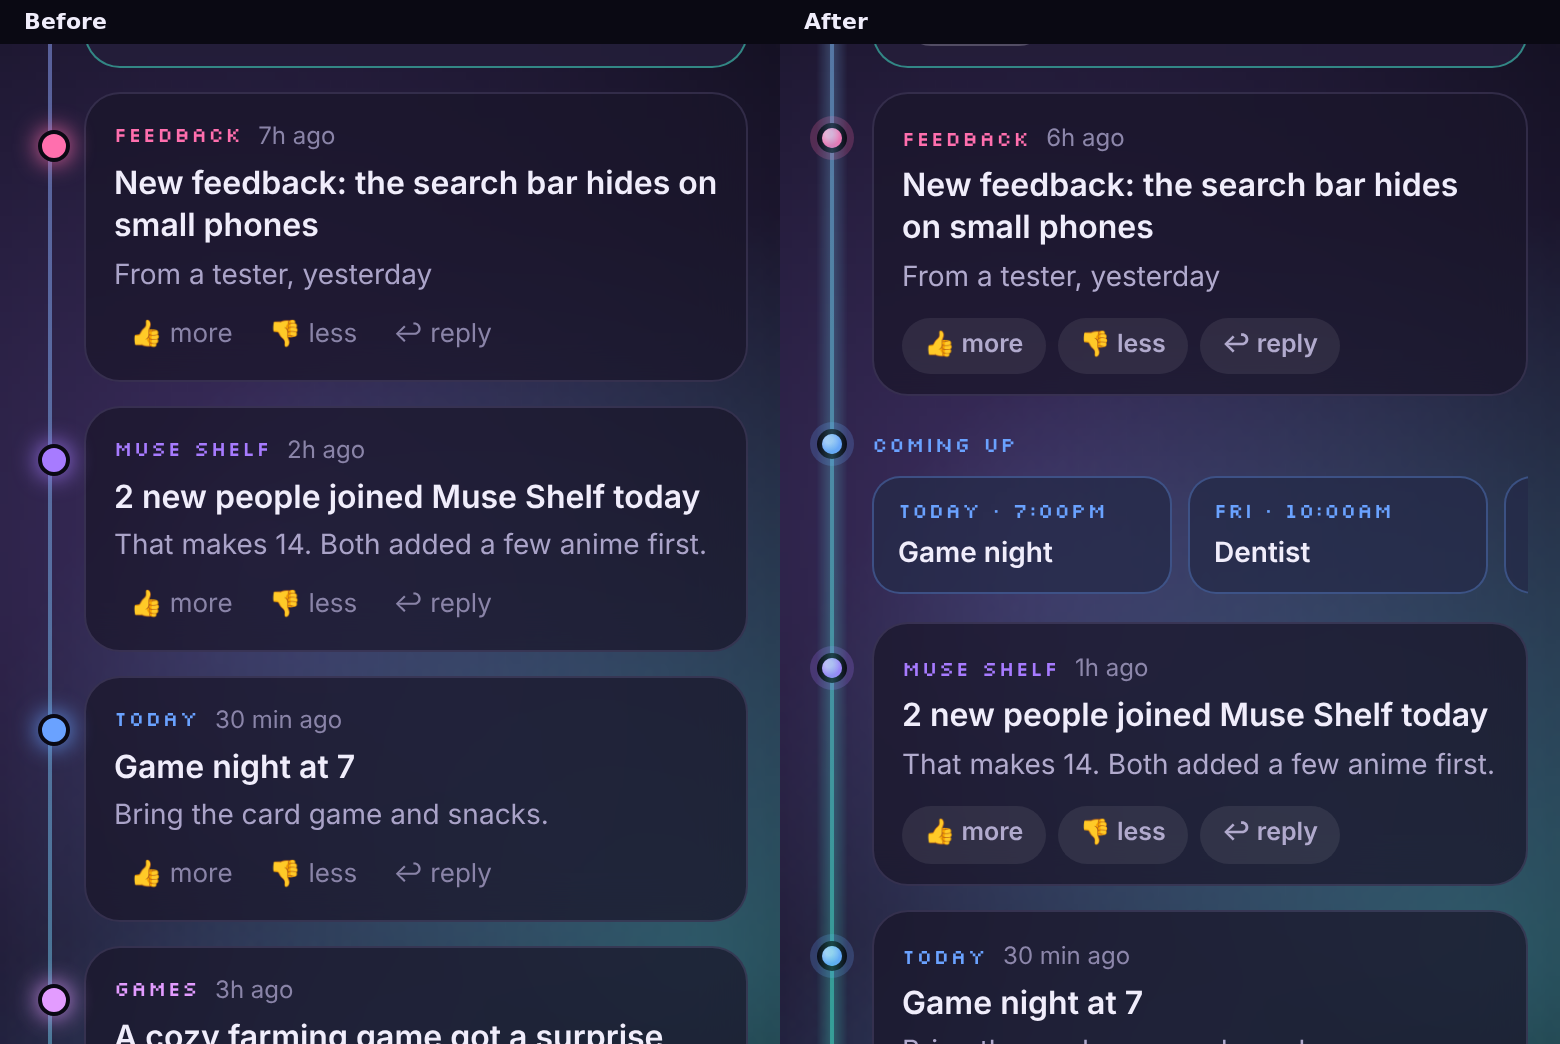 Before
FEEDBACK 7h ago
New feedback: the search bar hides on
small phones
From a tester, yesterday
👍 more 👎 less ↩ reply
MUSE SHELF 2h ago
2 new people joined Muse Shelf today
That makes 14. Both added a few anime first.
👍 more 👎 less ↩ reply
TODAY 30 min ago
Game night at 7
Bring the card game and snacks.
👍 more 👎 less ↩ reply
GAMES 3h ago
A cozy farming game got a surprise
After
FEEDBACK 6h ago
New feedback: the search bar hides
on small phones
From a tester, yesterday
👍 more 👎 less ↩ reply
COMING UP
TODAY · 7:00PM
Game night
FRI · 10:00AM
Dentist
MUSE SHELF 1h ago
2 new people joined Muse Shelf today
That makes 14. Both added a few anime first.
👍 more 👎 less ↩ reply
TODAY 30 min ago
Game night at 7